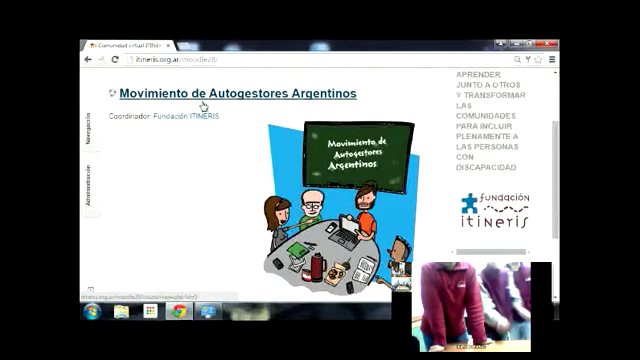 Comunidad virtual ITINE
itineris.org.ar/moodle28/
Movimiento de Autogestores Argentinos
Coordinador: Fundación ITINERIS
Navegación
Administración
Movimiento de
Autogestores
Argentinos
APRENDER
JUNTO A OTROS
Y TRANSFORMAR
LAS
COMUNIDADES
PARA INCLUIR
PLENAMENTE A
LAS PERSONAS
CON
DISCAPACIDAD
fundación
itineris